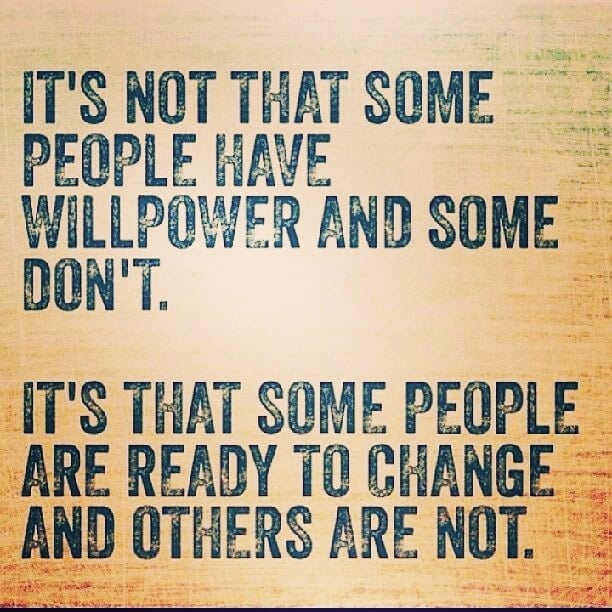 IT'S NOT THAT SOME
PEOPLE HAVE
WILLPOWER AND SOME
DON'T.
IT'S THAT SOME PEOPLE
ARE READY TO CHANGE
AND OTHERS ARE NOT.